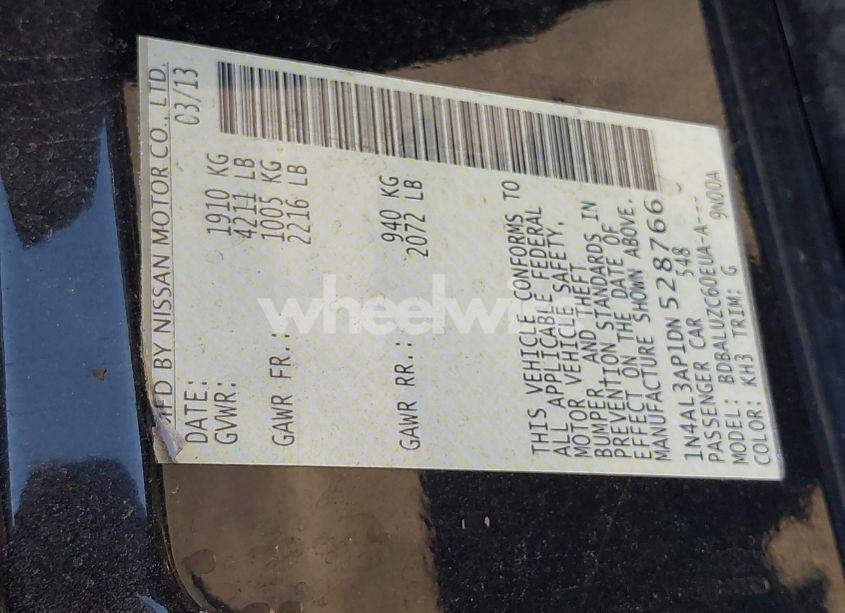 MFD BY NISSAN MOTOR CO., LTD.
DATE: 03/13
GVWR: 1910 KG
4211 LB
GAWR FR.: 1005 KG
2216 LB
GAWR RR.: 940 KG
2072 LB
THIS VEHICLE CONFORMS TO
ALL APPLICABLE FEDERAL
MOTOR VEHICLE SAFETY,
BUMPER AND THEFT
PREVENTION STANDARDS IN
EFFECT ON THE DATE OF
MANUFACTURE SHOWN ABOVE.
1N4AL3AP1DN528766
PASSENGER CAR 548
MODEL: BDBALUZC60EUA-A---
COLOR: KH3 TRIM: G 9N00A
wheelwi